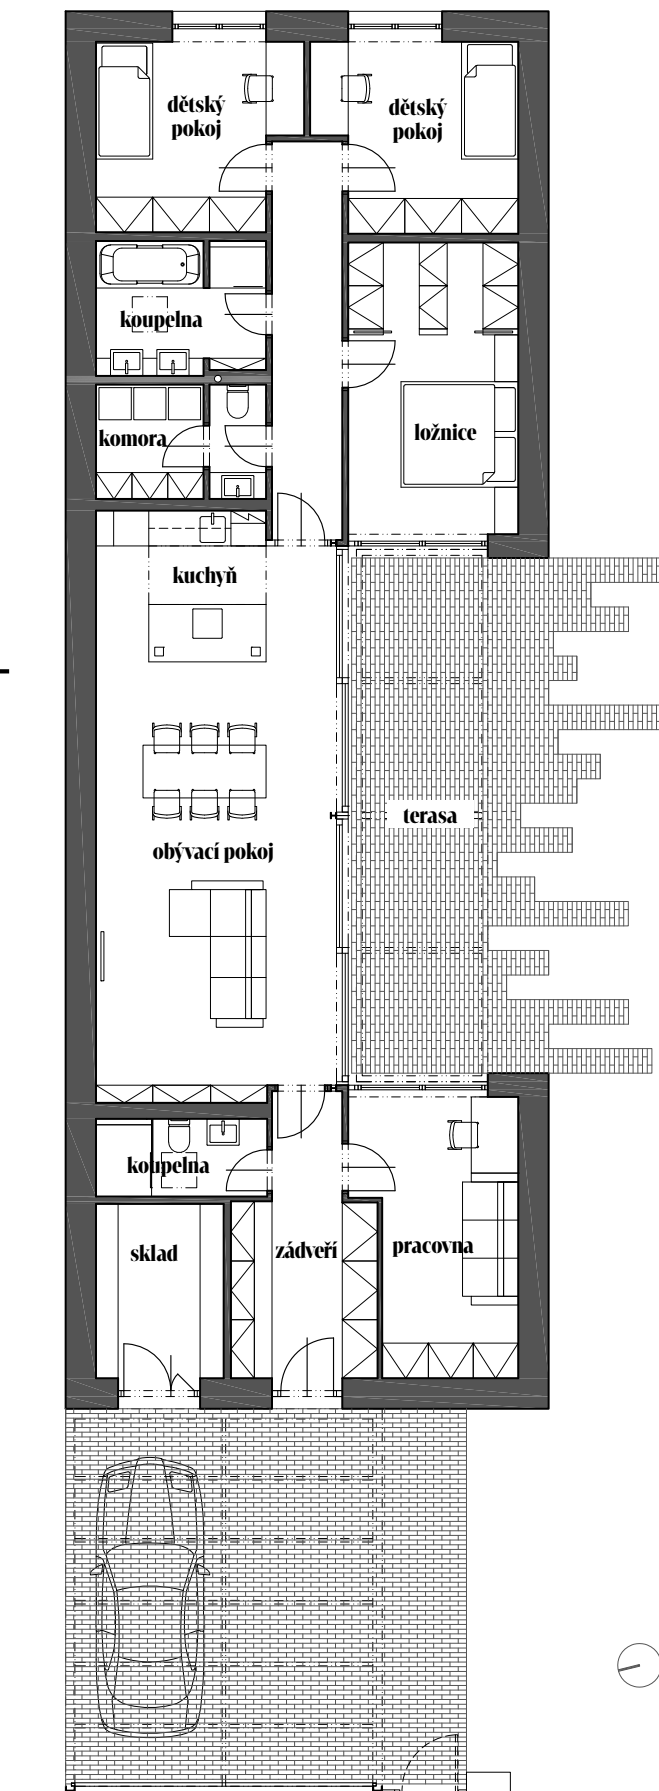 dětský
pokoj
dětský
pokoj
koupelna
komora
ložnice
kuchyň
terasa
obývací pokoj
koupelna
sklad
zádveří
pracovna